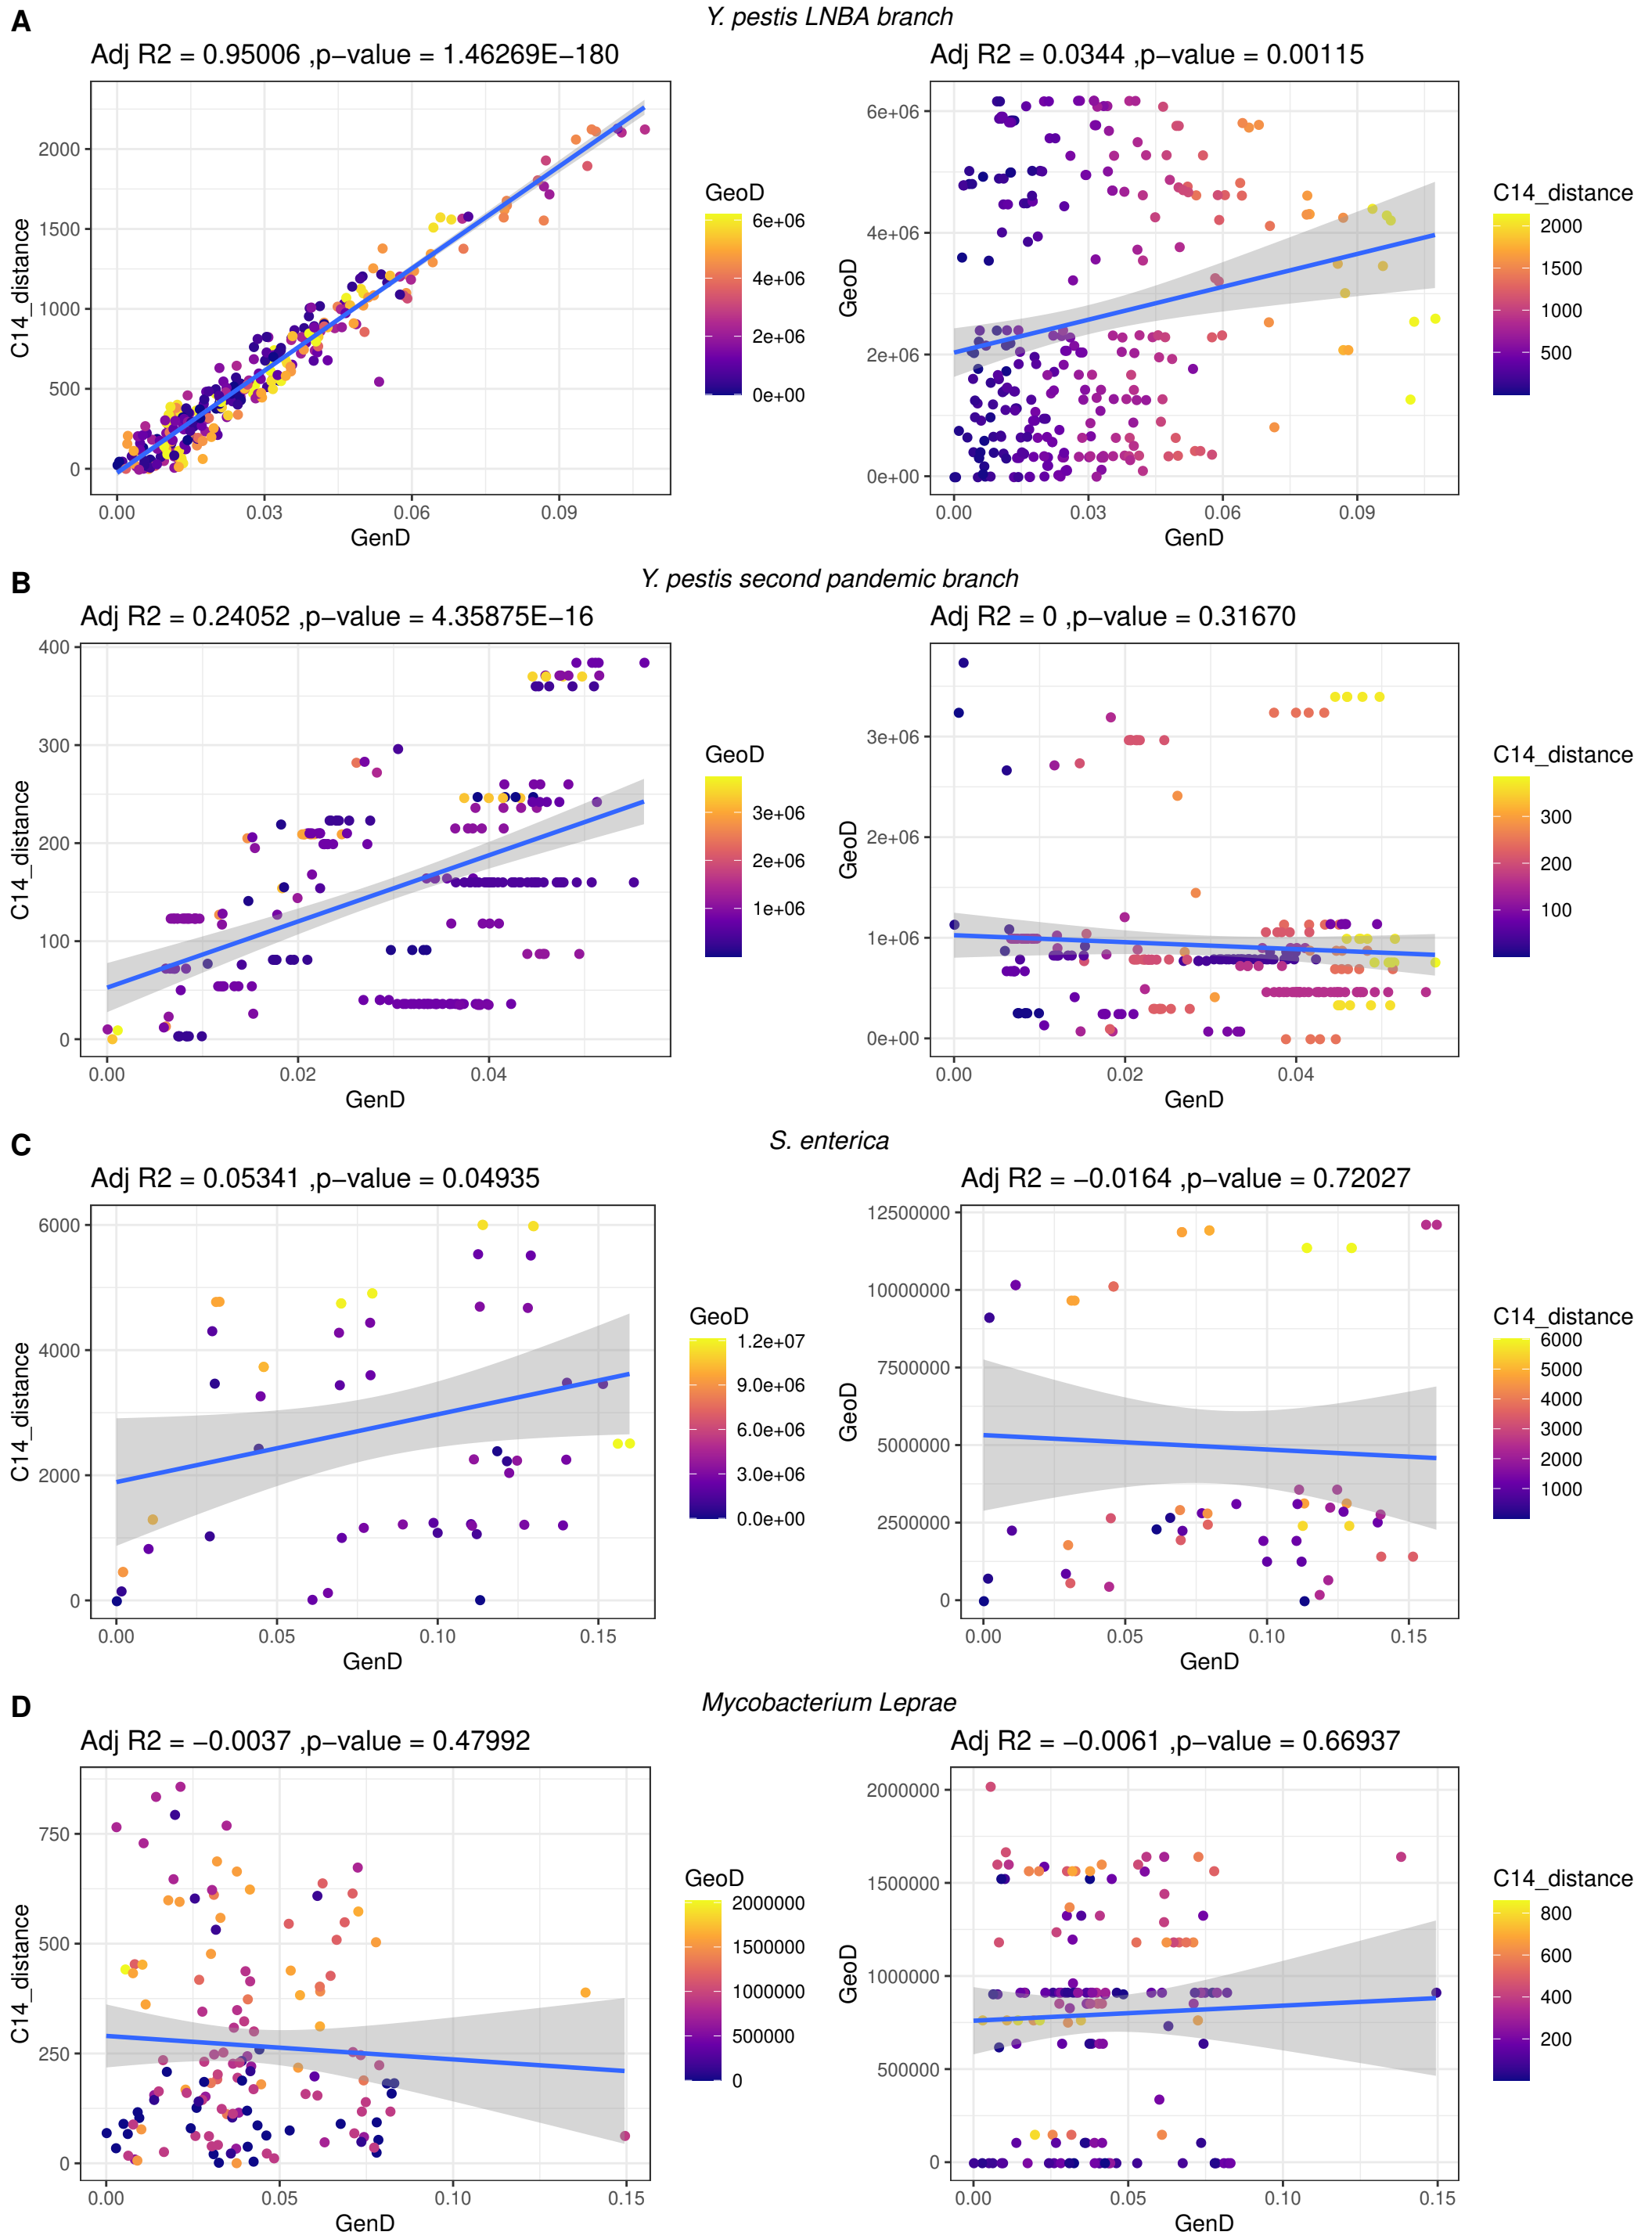 A
Y. pestis LNBA branch
Adj R2 = 0.95006 ,p−value = 1.46269E−180
C14_distance
2000
1500
1000
500
0
0.00 0.03 0.06 0.09
GenD
GeoD
6e+06
4e+06
2e+06
0e+00
Adj R2 = 0.0344 ,p−value = 0.00115
GeoD
6e+06
4e+06
2e+06
0e+00
0.00 0.03 0.06 0.09
GenD
C14_distance
2000
1500
1000
500
B
Y. pestis second pandemic branch
Adj R2 = 0.24052 ,p−value = 4.35875E−16
C14_distance
400
300
200
100
0
0.00 0.02 0.04
GenD
GeoD
3e+06
2e+06
1e+06
Adj R2 = 0 ,p−value = 0.31670
GeoD
3e+06
2e+06
1e+06
0e+00
0.00 0.02 0.04
GenD
C14_distance
300
200
100
C
S. enterica
Adj R2 = 0.05341 ,p−value = 0.04935
C14_distance
6000
4000
2000
0
0.00 0.05 0.10 0.15
GenD
GeoD
1.2e+07
9.0e+06
6.0e+06
3.0e+06
0.0e+00
Adj R2 = −0.0164 ,p−value = 0.72027
GeoD
12500000
10000000
7500000
5000000
2500000
0
0.00 0.05 0.10 0.15
GenD
C14_distance
6000
5000
4000
3000
2000
1000
D
Mycobacterium Leprae
Adj R2 = −0.0037 ,p−value = 0.47992
C14_distance
750
500
250
0
0.00 0.05 0.10 0.15
GenD
GeoD
2000000
1500000
1000000
500000
0
Adj R2 = −0.0061 ,p−value = 0.66937
GeoD
2000000
1500000
1000000
500000
0
0.00 0.05 0.10 0.15
GenD
C14_distance
800
600
400
200